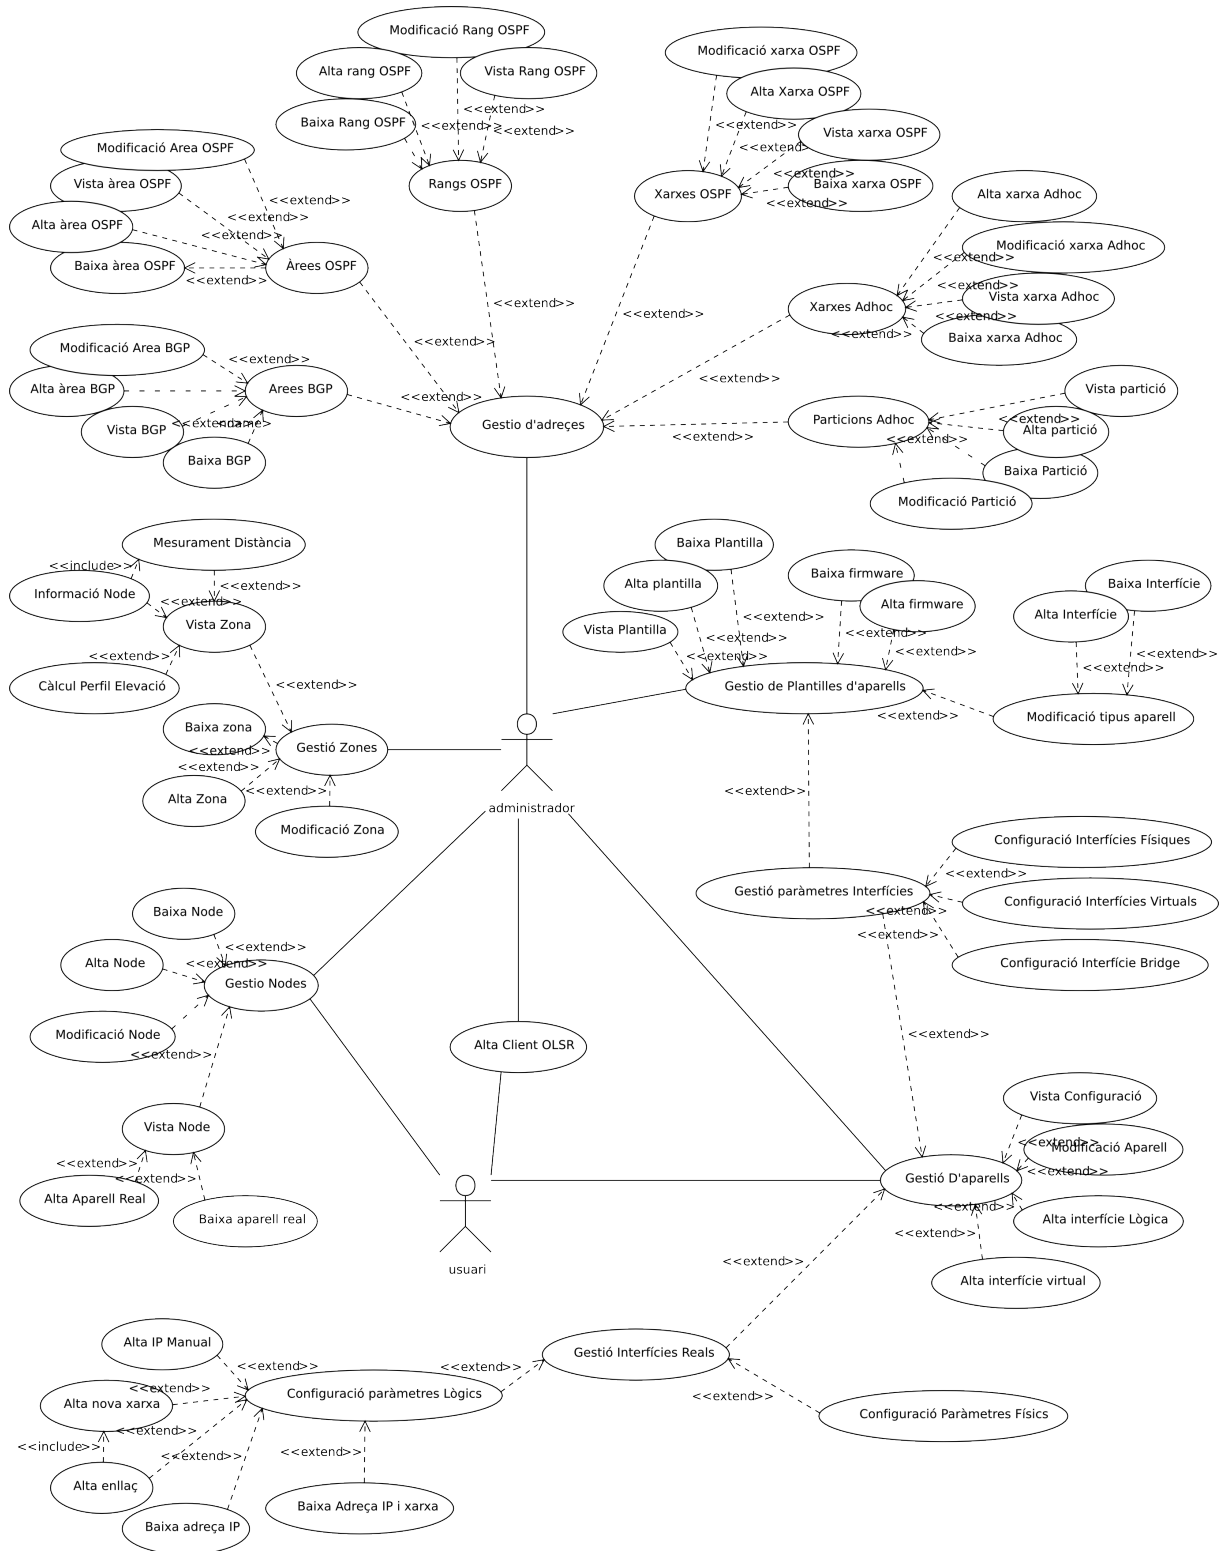 Modificació Rang OSPF
Alta rang OSPF
Vista Rang OSPF
Baixa Rang OSPF
<<extend>>
<<extend>>
<<extend>>
Rangs OSPF
Modificació xarxa OSPF
Alta Xarxa OSPF
Vista xarxa OSPF
Baixa xarxa OSPF
<<extend>>
<<extend>>
<<extend>>
<<extend>>
Xarxes OSPF
Modificació Area OSPF
Vista àrea OSPF
Alta àrea OSPF
Baixa àrea OSPF
<<extend>>
<<extend>>
<<extend>>
<<extend>>
Àrees OSPF
<<extend>>
<<extend>>
<<extend>>
Alta xarxa Adhoc
Modificació xarxa Adhoc
Vista xarxa Adhoc
Baixa xarxa Adhoc
<<extend>>
<<extend>>
<<extend>>
<<extend>>
Xarxes Adhoc
<<extend>>
Modificació Area BGP
Alta àrea BGP
Vista BGP
Baixa BGP
<<extend>>
<<extend>>
Arees BGP
<<extend>>
Gestio d'adreçes
<<extend>>
Particions Adhoc
Vista partició
Alta partició
Baixa Partició
Modificació Partició
<<extend>>
<<extend>>
Mesurament Distància
<<include>>
Informació Node
<<extend>>
<<extend>>
Vista Zona
<<extend>>
Càlcul Perfil Elevació
<<extend>>
Baixa zona
<<extend>>
<<extend>>
Gestió Zones
Alta Zona
<<extend>>
Modificació Zona
Baixa Plantilla
Alta plantilla
Vista Plantilla
<<extend>>
<<extend>>
<<extend>>
Baixa firmware
Alta firmware
<<extend>>
<<extend>>
Gestio de Plantilles d'aparells
Baixa Interfície
Alta Interfície
<<extend>>
<<extend>>
Modificació tipus aparell
<<extend>>
administrador
<<extend>>
Gestió paràmetres Interfícies
Configuració Interfícies Físiques
<<extend>>
Configuració Interfícies Virtuals
<<extend>>
<<extend>>
Configuració Interfície Bridge
Baixa Node
<<extend>>
Alta Node
<<extend>>
Gestio Nodes
Modificació Node
<<extend>>
Alta Client OLSR
<<extend>>
Vista Node
<<extend>>
<<extend>>
Alta Aparell Real
Baixa aparell real
usuari
Vista Configuració
<<extend>>
Modificació Aparell
<<extend>>
Gestió D'aparells
<<extend>>
Alta interfície Lògica
<<extend>>
Alta interfície virtual
<<extend>>
Alta IP Manual
<<extend>>
Gestió Interfícies Reals
<<extend>>
<<extend>>
Alta nova xarxa
Configuració paràmetres Lògics
<<extend>>
Configuració Paràmetres Físics
<<extend>>
<<include>>
<<extend>>
<<extend>>
Alta enllaç
Baixa adreça IP
Baixa Adreça IP i xarxa